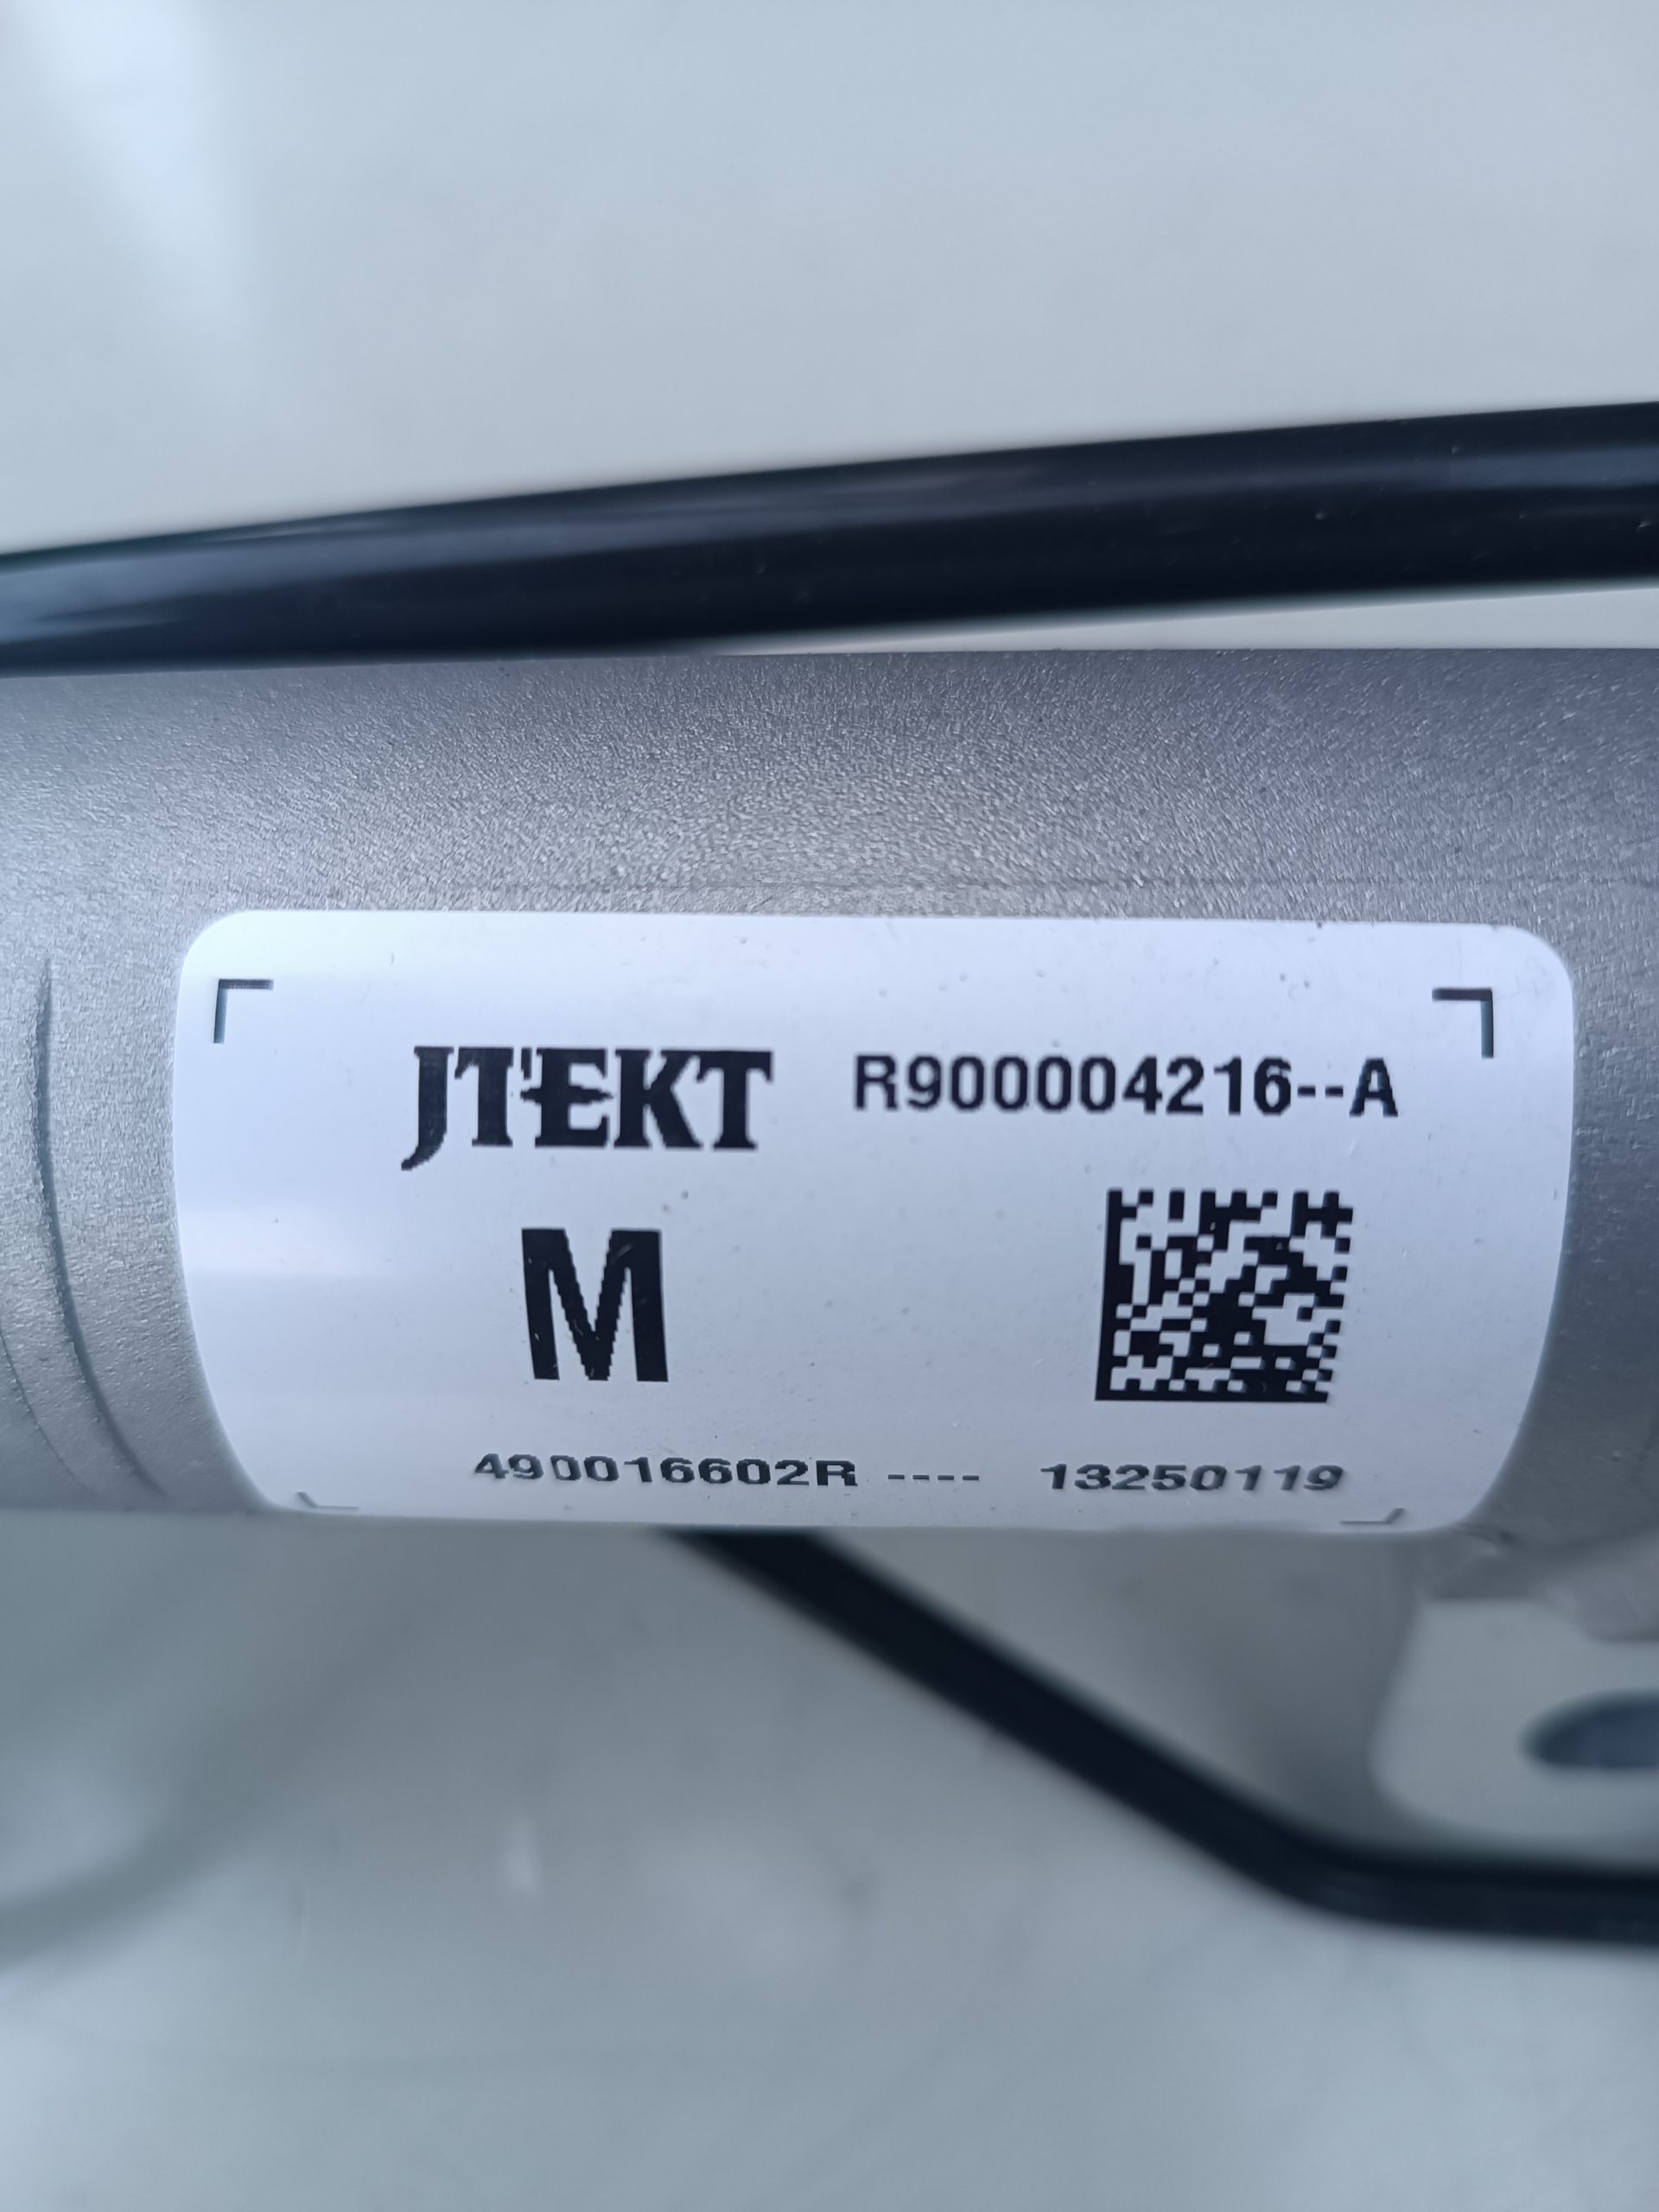 JTEKT R900004216--A
M
490016602R ---- 13250119